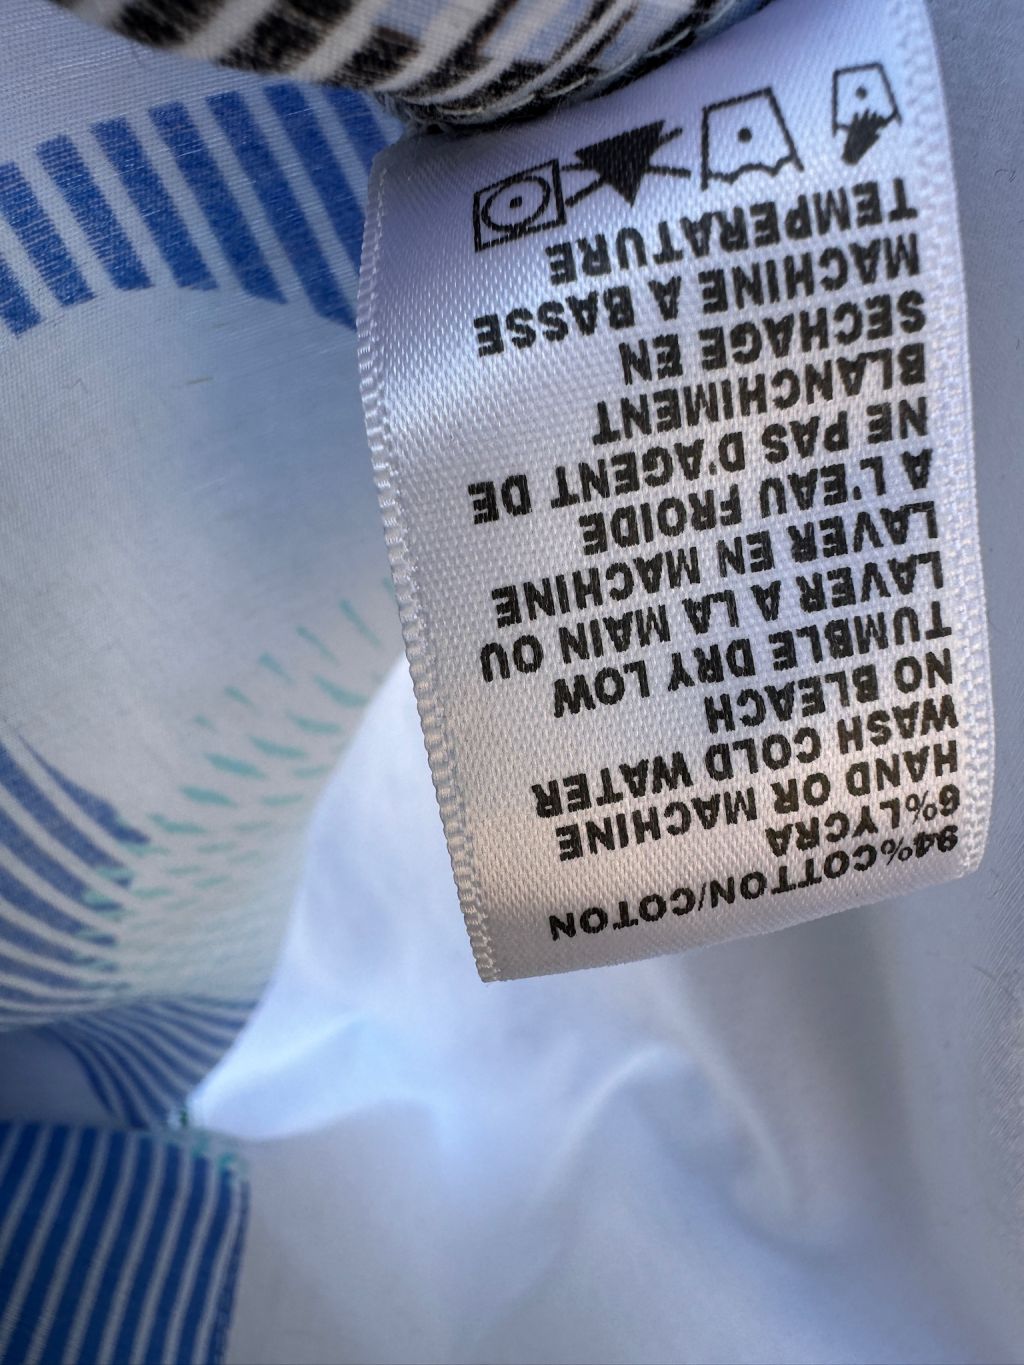 94%COTTON/COTON
6%LYCRA
HAND OR MACHINE
WASH COLD WATER
NO BLEACH
TUMBLE DRY LOW
LAVER A LA MAIN OU
LAVER EN MACHINE
A L'EAU FROIDE
NE PAS D'AGENT DE
BLANCHIMENT
SECHAGE EN
MACHINE A BASSE
TEMPERATURE